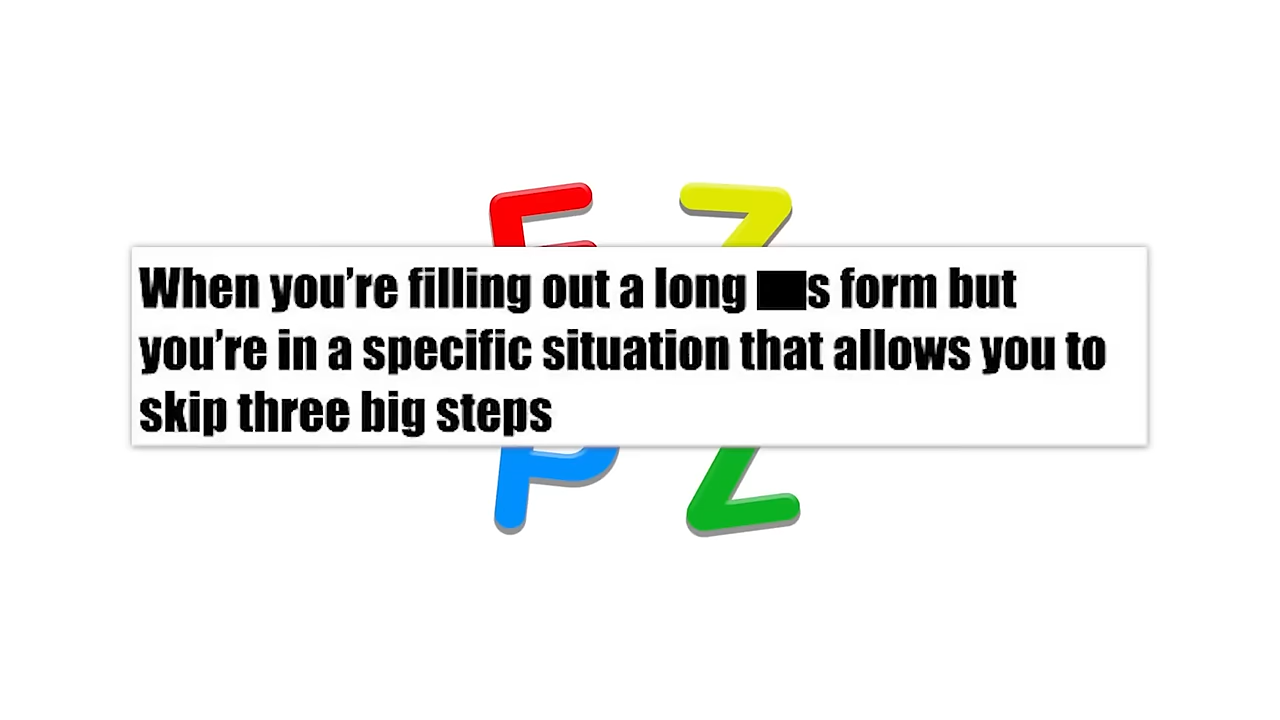 E Z
When you’re filling out a long s form but
you’re in a specific situation that allows you to
skip three big steps
P Z